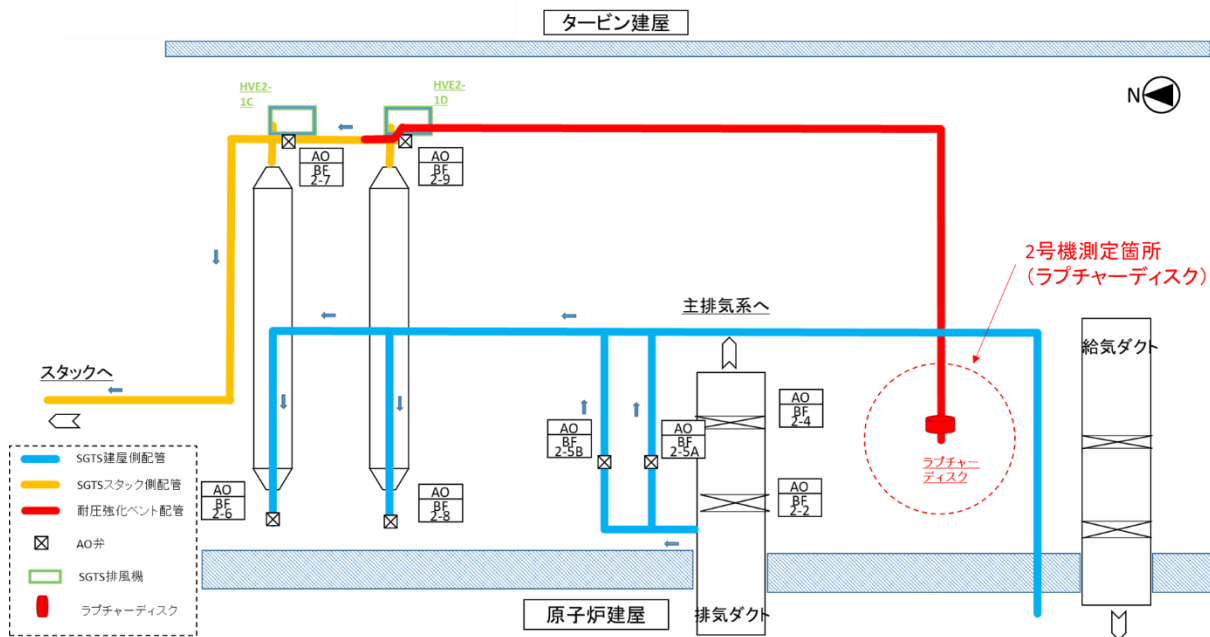 タービン建屋
HVE2-
1C
HVE2-
1D
N
AO
BF
2-7
AO
BF
2-9
2号機測定箇所
(ラプチャーディスク)
主排気系へ
給気ダクト
スタックへ
AO
BF
2-4
AO
BF
2-5B
AO
BF
2-5A
ラプチャー
ディスク
AO
BF
2-2
AO
BF
2-6
AO
BF
2-8
SGTS建屋側配管
SGTSスタック側配管
耐圧強化ベント配管
AO弁
SGTS排風機
ラプチャーディスク
原子炉建屋
排気ダクト